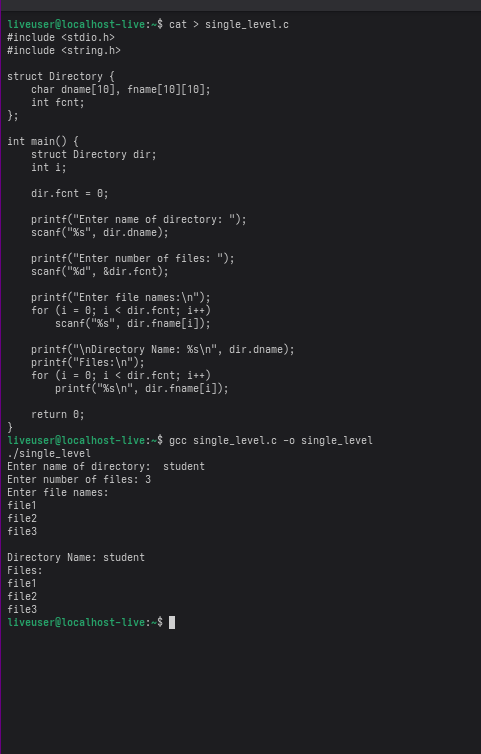 liveuser@localhost-live:~$ cat > single_level.c
#include <stdio.h>
#include <string.h>

struct Directory {
    char dname[10], fname[10][10];
    int fcnt;
};

int main() {
    struct Directory dir;
    int i;

    dir.fcnt = 0;

    printf("Enter name of directory: ");
    scanf("%s", dir.dname);

    printf("Enter number of files: ");
    scanf("%d", &dir.fcnt);

    printf("Enter file names:\n");
    for (i = 0; i < dir.fcnt; i++)
        scanf("%s", dir.fname[i]);

    printf("\nDirectory Name: %s\n", dir.dname);
    printf("Files:\n");
    for (i = 0; i < dir.fcnt; i++)
        printf("%s\n", dir.fname[i]);

    return 0;
}
liveuser@localhost-live:~$ gcc single_level.c -o single_level
./single_level
Enter name of directory:  student
Enter number of files: 3
Enter file names:
file1
file2
file3

Directory Name: student
Files:
file1
file2
file3
liveuser@localhost-live:~$